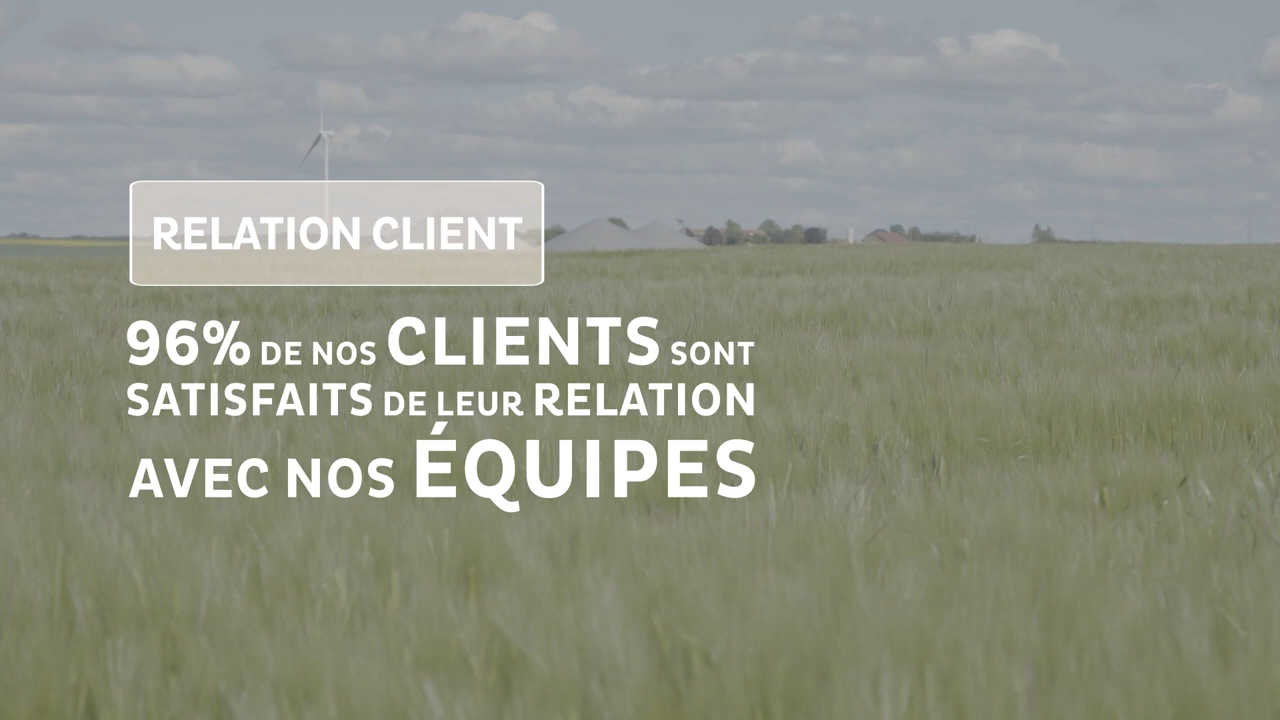 RELATION CLIENT
96% DE NOS CLIENTS SONT
SATISFAITS DE LEUR RELATION
AVEC NOS ÉQUIPES